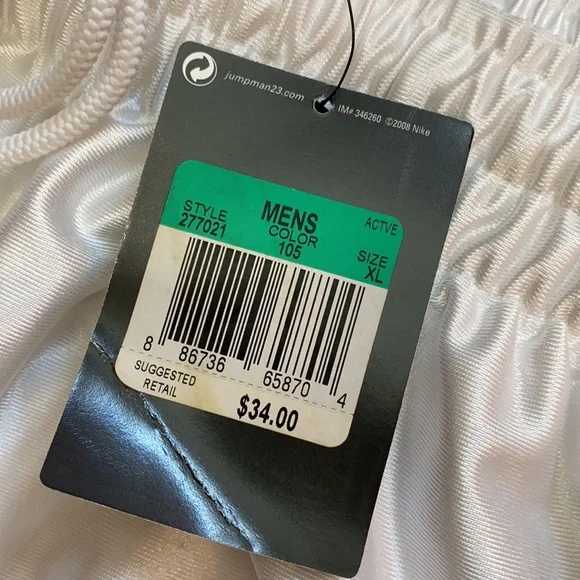 jumpman23.com
IM# 346260 ©2008 Nike
STYLE MENS ACTVE
277021 COLOR SIZE
105 XL
8 86736 65870 4
SUGGESTED
RETAIL $34.00